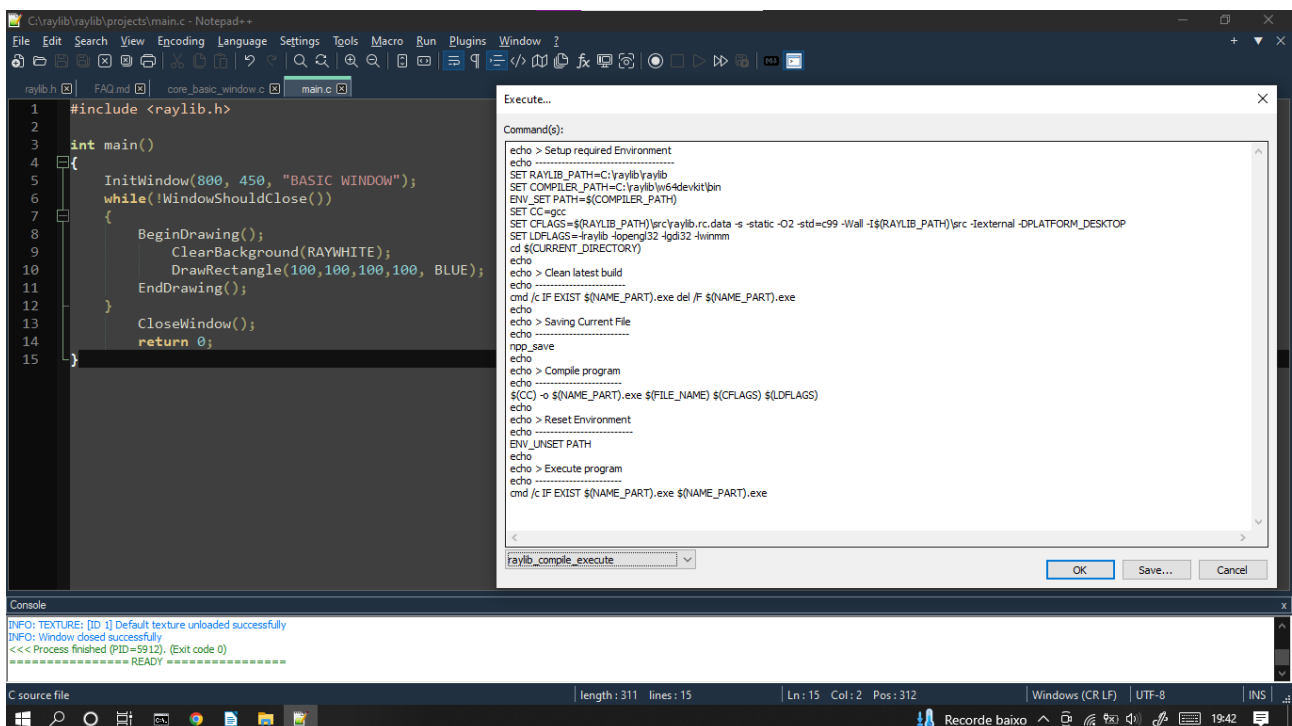 C:\raylib\raylib\projects\main.c - Notepad++
File Edit Search View Encoding Language Settings Tools Macro Run Plugins Window ?
raylib.h FAQ.md core_basic_window.c main.c
1 #include <raylib.h>
2
3 int main()
4 {
5 InitWindow(800, 450, "BASIC WINDOW");
6 while(!WindowShouldClose())
7 {
8 BeginDrawing();
9 ClearBackground(RAYWHITE);
10 DrawRectangle(100,100,100,100, BLUE);
11 EndDrawing();
12 }
13 CloseWindow();
14 return 0;
15 }
Execute...
Command(s):
echo > Setup required Environment
echo -------------------------------------
SET RAYLIB_PATH=C:\raylib\raylib
SET COMPILER_PATH=C:\raylib\w64devkit\bin
ENV_SET PATH=$(COMPILER_PATH)
SET CC=gcc
SET CFLAGS=$(RAYLIB_PATH)\src\raylib.rc.data -s -static -O2 -std=c99 -Wall -I$(RAYLIB_PATH)\src -Iexternal -DPLATFORM_DESKTOP
SET LDFLAGS=-lraylib -lopengl32 -lgdi32 -lwinmm
cd $(CURRENT_DIRECTORY)
echo
echo > Clean latest build
echo ------------------------
cmd /c IF EXIST $(NAME_PART).exe del /F $(NAME_PART).exe
echo
echo > Saving Current File
echo -------------------------
npp_save
echo
echo > Compile program
echo -----------------------
$(CC) -o $(NAME_PART).exe $(FILE_NAME) $(CFLAGS) $(LDFLAGS)
echo
echo > Reset Environment
echo --------------------------
ENV_UNSET PATH
echo
echo > Execute program
echo -----------------------
cmd /c IF EXIST $(NAME_PART).exe $(NAME_PART).exe
raylib_compile_execute
OK Save... Cancel
Console
INFO: TEXTURE: [ID 1] Default texture unloaded successfully
INFO: Window closed successfully
<<< Process finished (PID=5912). (Exit code 0)
================ READY ================
C source file length : 311 lines : 15 Ln : 15 Col : 2 Pos : 312 Windows (CR LF) UTF-8 INS
Recorde baixo 19:42